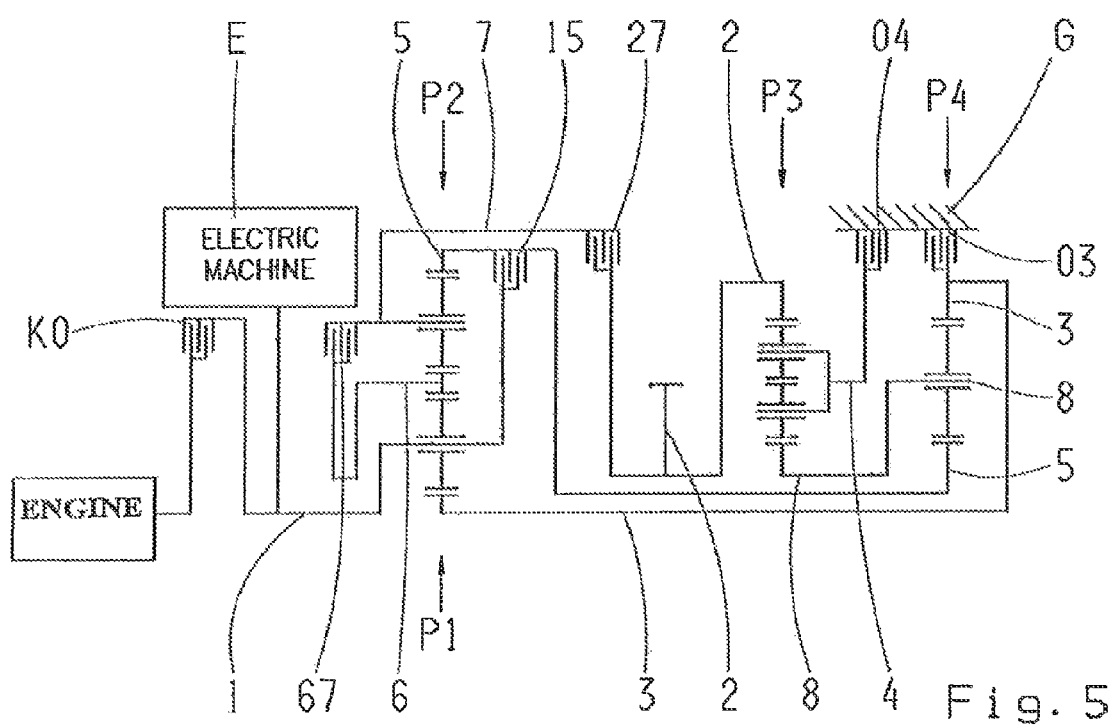 E 5 7 15 27 2 04 G
P2 P3 P4
ELECTRIC
MACHINE
03
K0
3
8
5
ENGINE
P1
1 67 6 3 2 8 4
Fig. 5